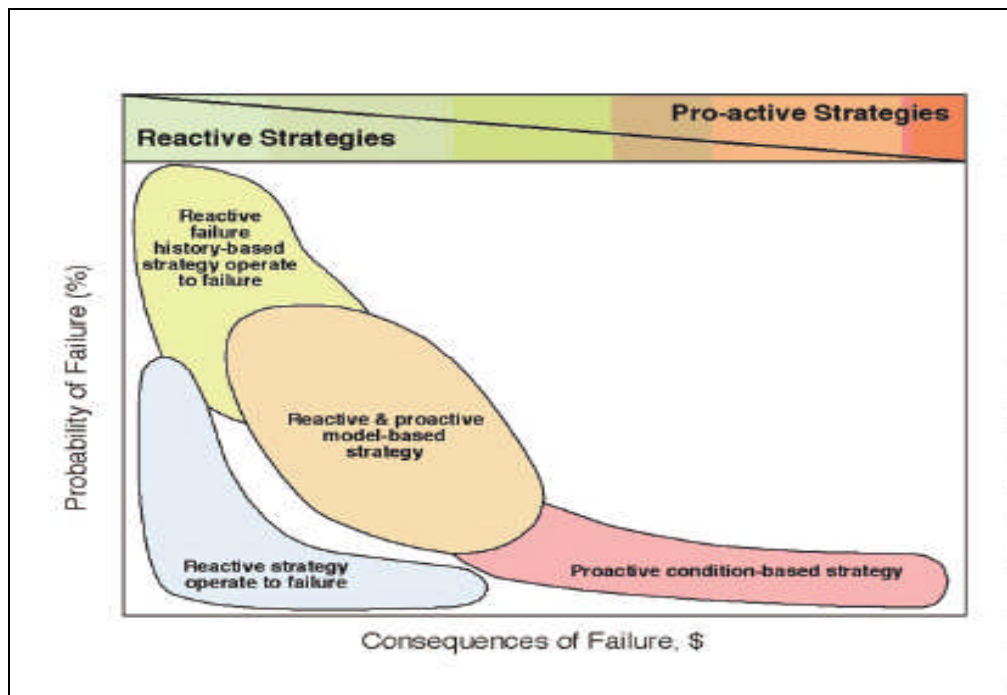 Pro-active Strategies
Reactive Strategies
Reactive
failure
history-based
strategy operate
to failure
Reactive & proactive
model-based
strategy
Reactive strategy
operate to failure
Proactive condition-based strategy
Probability of Failure (%)
Consequences of Failure, $